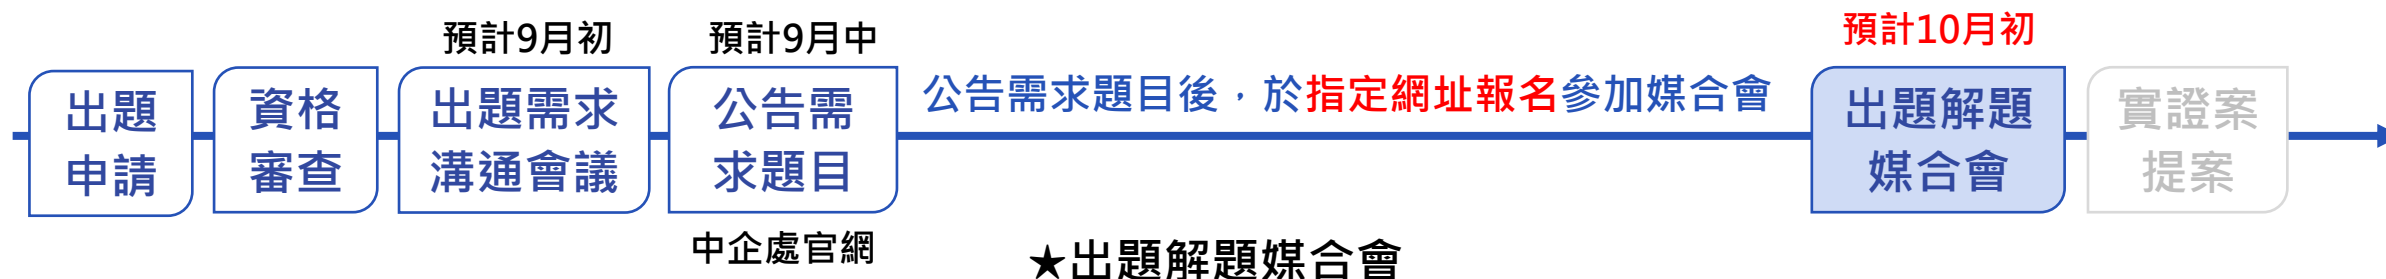 預計9月初
預計9月中
預計10月初
出題
申請
資格
審查
出題需求
溝通會議
公告需
求題目
公告需求題目後，於指定網址報名參加媒合會
出題解題
媒合會
實證案
提案
中企處官網
★出題解題媒合會